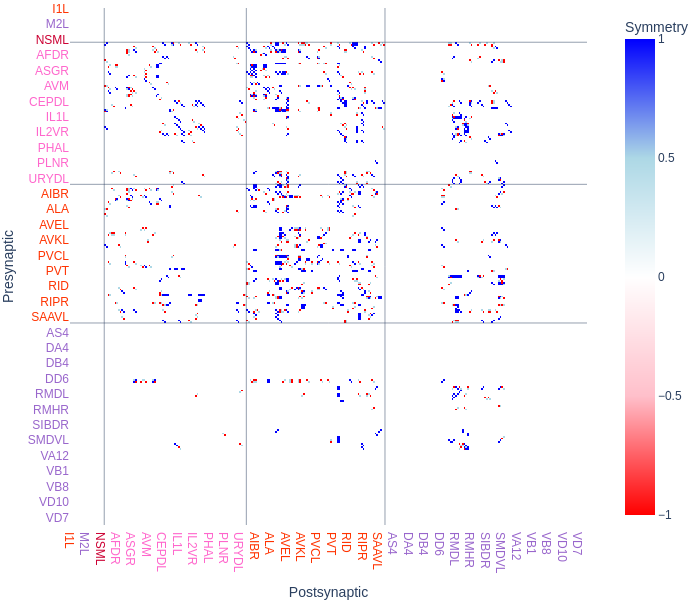 Symmetry
1
0.5
0
−0.5
−1
Presynaptic
I1L
M2L
NSML
AFDR
ASGR
AVM
CEPDL
IL1L
IL2VR
PHAL
PLNR
URYDL
AIBR
ALA
AVEL
AVKL
PVCL
PVT
RID
RIPR
SAAVL
AS4
DA4
DB4
DD6
RMDL
RMHR
SIBDR
SMDVL
VA12
VB1
VB8
VD10
VD7
I1L
M2L
NSML
AFDR
ASGR
AVM
CEPDL
IL1L
IL2VR
PHAL
PLNR
URYDL
AIBR
ALA
AVEL
AVKL
PVCL
PVT
RID
RIPR
SAAVL
AS4
DA4
DB4
DD6
RMDL
RMHR
SIBDR
SMDVL
VA12
VB1
VB8
VD10
VD7
Postsynaptic